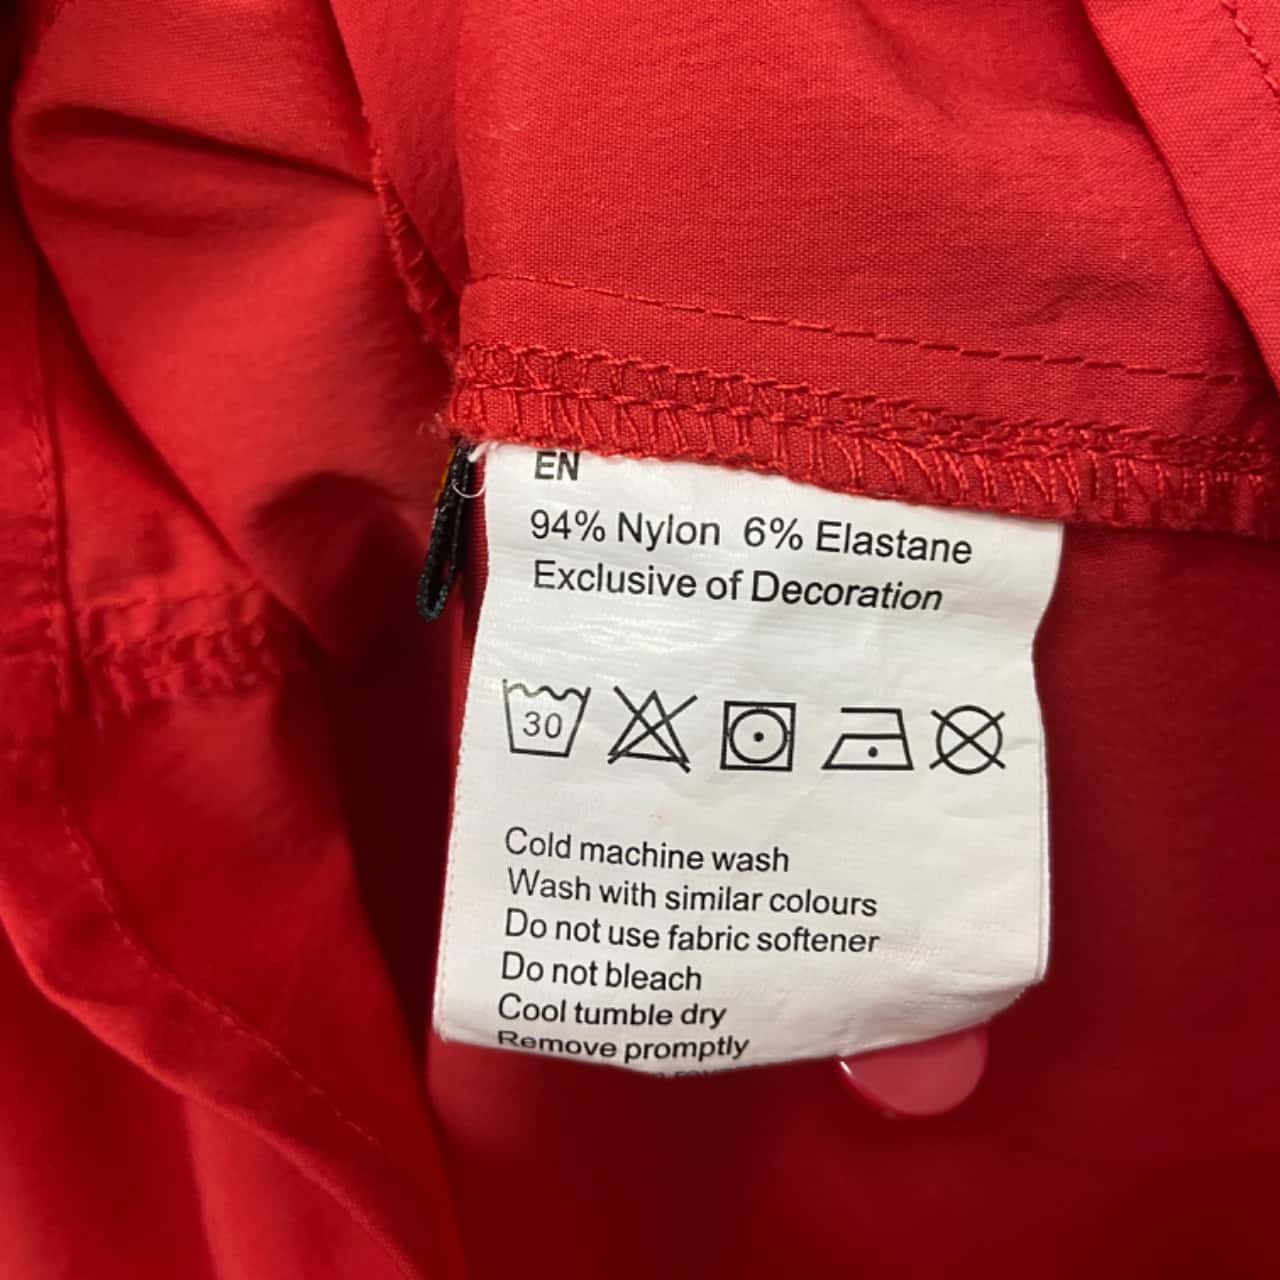 EN
94% Nylon 6% Elastane
Exclusive of Decoration
30
Cold machine wash
Wash with similar colours
Do not use fabric softener
Do not bleach
Cool tumble dry
Remove promptly